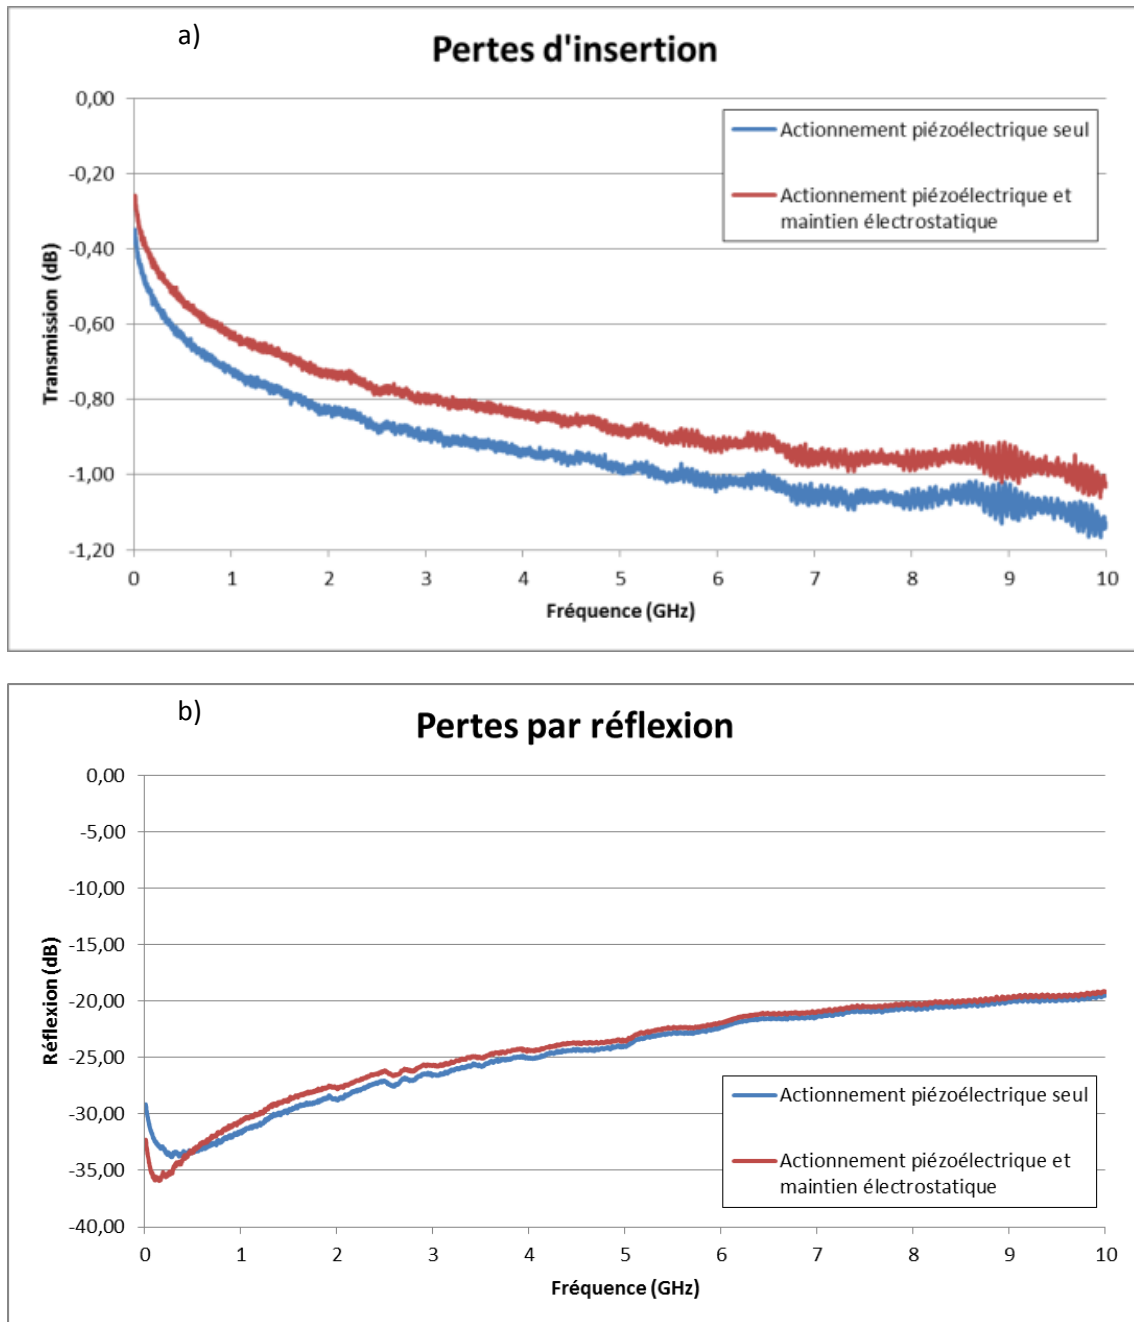 a)
Pertes d'insertion
0,00
-0,20
-0,40
-0,60
-0,80
-1,00
-1,20
Transmission (dB)
Actionnement piézoélectrique seul
Actionnement piézoélectrique et
maintien électrostatique
0 1 2 3 4 5 6 7 8 9 10
Fréquence (GHz)
b)
Pertes par réflexion
0,00
-5,00
-10,00
-15,00
-20,00
-25,00
-30,00
-35,00
-40,00
Réflexion (dB)
Actionnement piézoélectrique seul
Actionnement piézoélectrique et
maintien électrostatique
0 1 2 3 4 5 6 7 8 9 10
Fréquence (GHz)